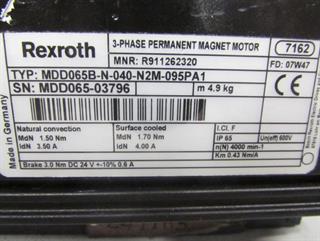 Rexroth
3-PHASE PERMANENT MAGNET MOTOR
7162
MNR: R911262320
FD: 07W47
TYP: MDD065B-N-040-N2M-095PA1
SN: MDD065-03796
m 4.9 kg
Made in Germany
Natural convection
MdN 1.50 Nm
IdN 3.50 A
Surface cooled
MdN 1.70 Nm
IdN 4.00 A
I.Cl. F
IP 65
Un(eff) 600V
n(N) 4000 min-1
Km 0.43 Nm/A
Brake 3.0 Nm DC 24 V +-10% 0.6 A